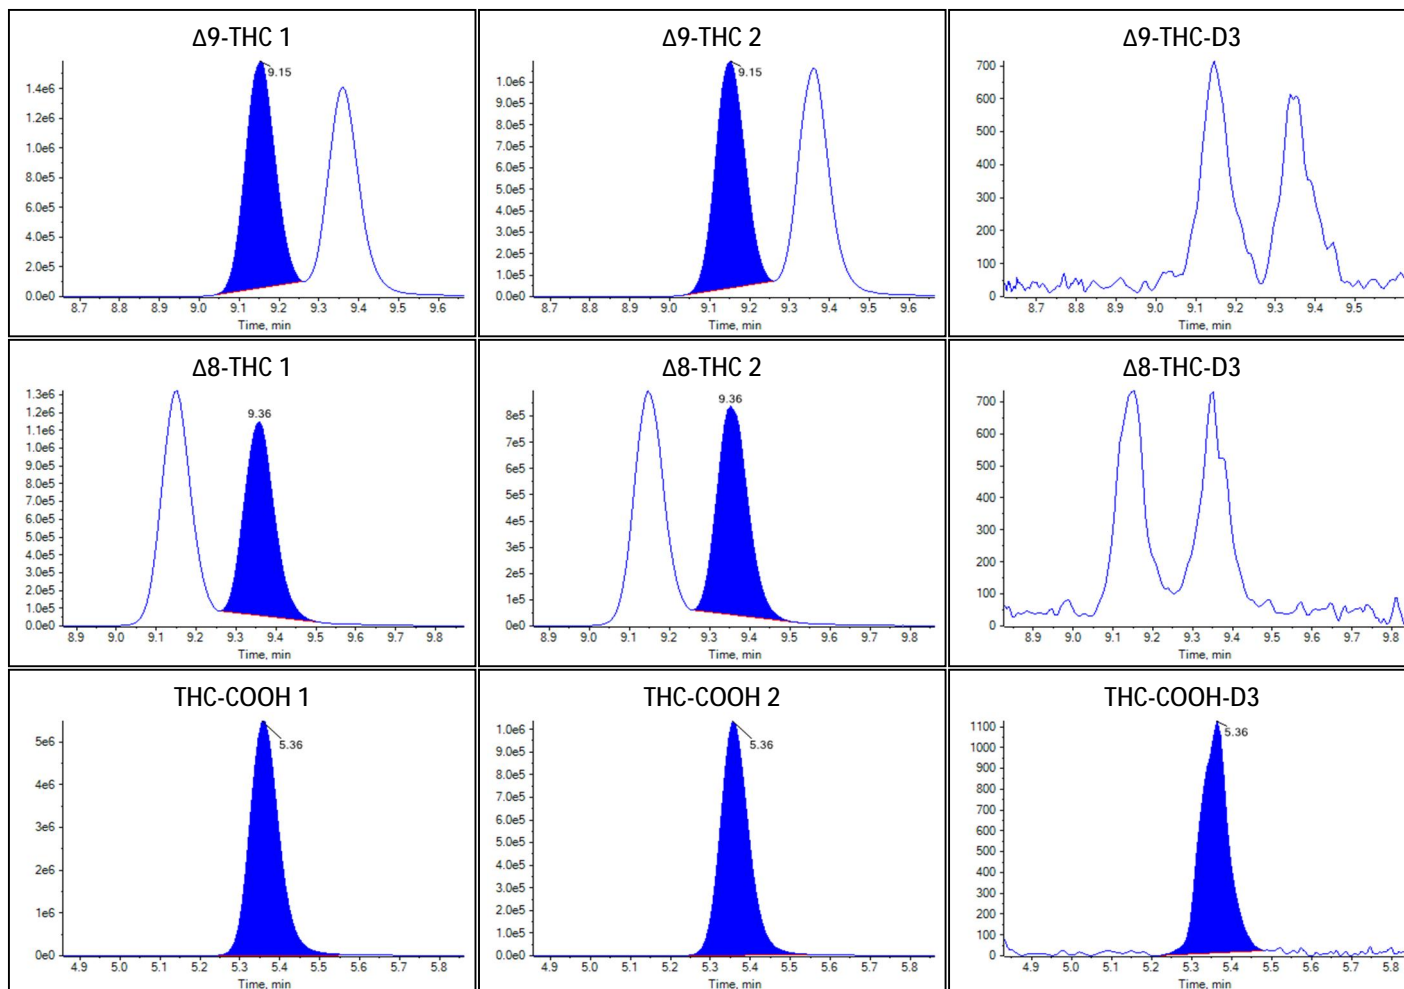 Δ9-THC 1
9.15
1.4e6
1.2e6
1.0e6
8.0e5
6.0e5
4.0e5
2.0e5
0.0e0
8.7 8.8 8.9 9.0 9.1 9.2 9.3 9.4 9.5 9.6
Time, min
Δ9-THC 2
9.15
1.0e6
9.0e5
8.0e5
7.0e5
6.0e5
5.0e5
4.0e5
3.0e5
2.0e5
1.0e5
0.0e0
8.7 8.8 8.9 9.0 9.1 9.2 9.3 9.4 9.5 9.6
Time, min
Δ9-THC-D3
700
600
500
400
300
200
100
0
8.7 8.8 8.9 9.0 9.1 9.2 9.3 9.4 9.5
Time, min
Δ8-THC 1
9.36
1.3e6
1.2e6
1.1e6
1.0e6
9.0e5
8.0e5
7.0e5
6.0e5
5.0e5
4.0e5
3.0e5
2.0e5
1.0e5
0.0e0
8.9 9.0 9.1 9.2 9.3 9.4 9.5 9.6 9.7 9.8
Time, min
Δ8-THC 2
9.36
8e5
7e5
6e5
5e5
4e5
3e5
2e5
1e5
0e0
8.9 9.0 9.1 9.2 9.3 9.4 9.5 9.6 9.7 9.8
Time, min
Δ8-THC-D3
700
600
500
400
300
200
100
0
8.9 9.0 9.1 9.2 9.3 9.4 9.5 9.6 9.7 9.8
Time, min
THC-COOH 1
5.36
5e6
4e6
3e6
2e6
1e6
0e0
4.9 5.0 5.1 5.2 5.3 5.4 5.5 5.6 5.7 5.8
Time, min
THC-COOH 2
5.36
1.0e6
9.0e5
8.0e5
7.0e5
6.0e5
5.0e5
4.0e5
3.0e5
2.0e5
1.0e5
0.0e0
4.9 5.0 5.1 5.2 5.3 5.4 5.5 5.6 5.7 5.8
Time, min
THC-COOH-D3
5.36
1100
1000
900
800
700
600
500
400
300
200
100
0
4.9 5.0 5.1 5.2 5.3 5.4 5.5 5.6 5.7 5.8
Time, min